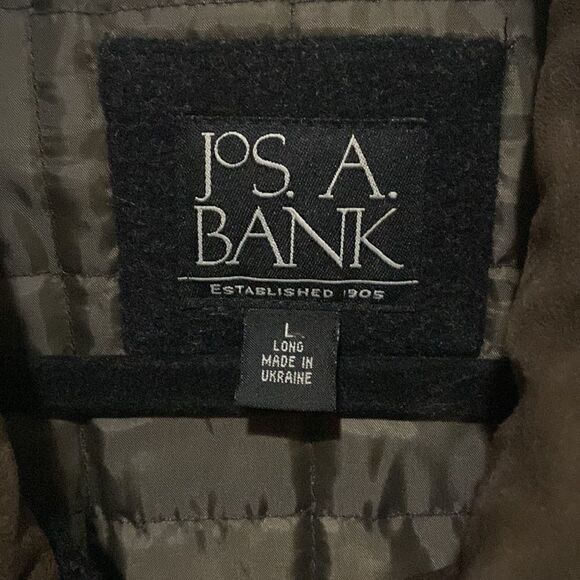 JOS. A.
BANK
ESTABLISHED 1905
L
LONG
MADE IN
UKRAINE